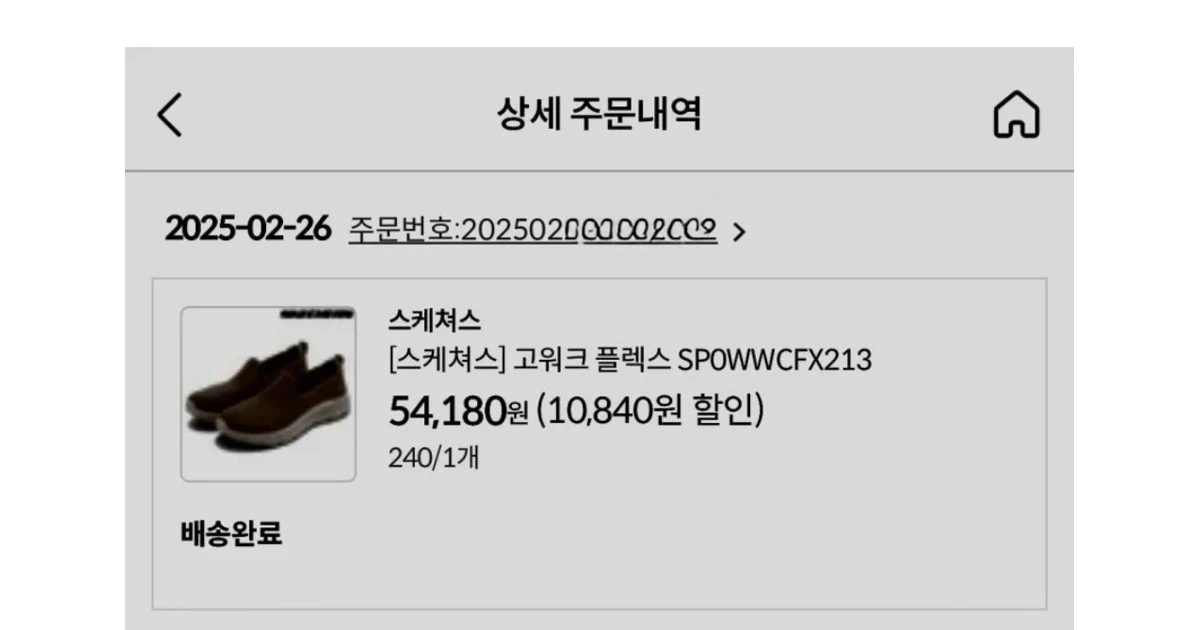 상세 주문내역
2025-02-26 주문번호:2025020
스케쳐스
[스케쳐스] 고워크 플렉스 SP0WWCFX213
54,180원 (10,840원 할인)
240/1개
배송완료